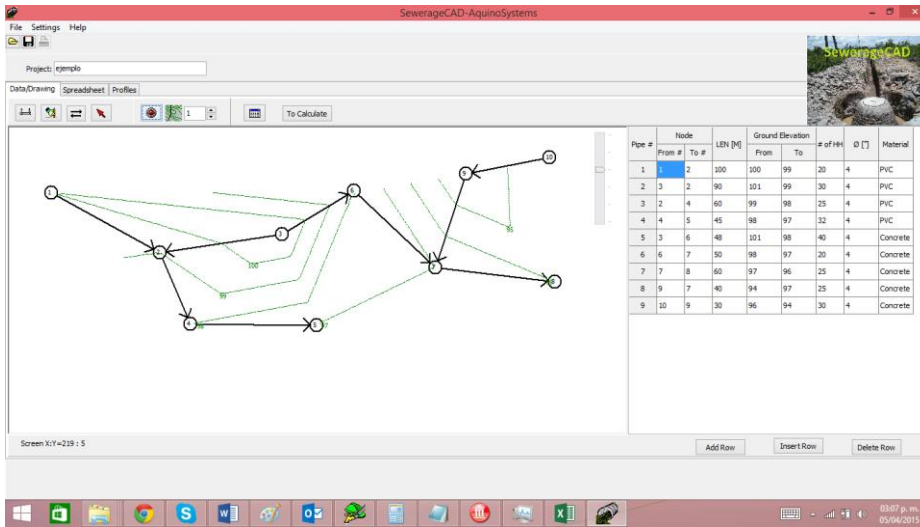 SewerageCAD-AquinoSystems
File Settings Help
Project: ejemplo
SewerageCAD
Data/Drawing Spreadsheet Profiles
1 To Calculate
Pipe # Node LEN [M] Ground Elevation # of HH Ø ["] Material
From # To # From To
1 1 2 100 100 99 20 4 PVC
2 3 2 90 101 99 30 4 PVC
3 2 4 60 99 98 25 4 PVC
4 4 5 45 98 97 32 4 PVC
5 3 6 48 101 98 40 4 Concrete
6 6 7 50 98 97 20 4 Concrete
7 7 8 60 97 96 25 4 Concrete
8 9 7 40 94 97 25 4 Concrete
9 10 9 30 96 94 30 4 Concrete
10
9
1
6
3
95
2
100
7
8
99
4
5
Screen X:Y=219 : 5
Add Row Insert Row Delete Row
03:07 p. m.
05/04/2015